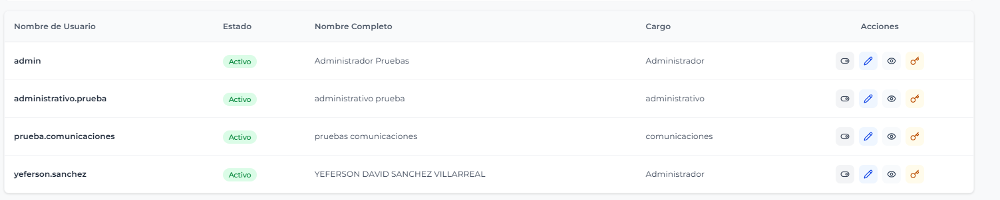 Nombre de Usuario Estado Nombre Completo Cargo Acciones
admin Activo Administrador Pruebas Administrador
administrativo.prueba Activo administrativo prueba administrativo
prueba.comunicaciones Activo pruebas comunicaciones comunicaciones
yeferson.sanchez Activo YEFERSON DAVID SANCHEZ VILLARREAL Administrador